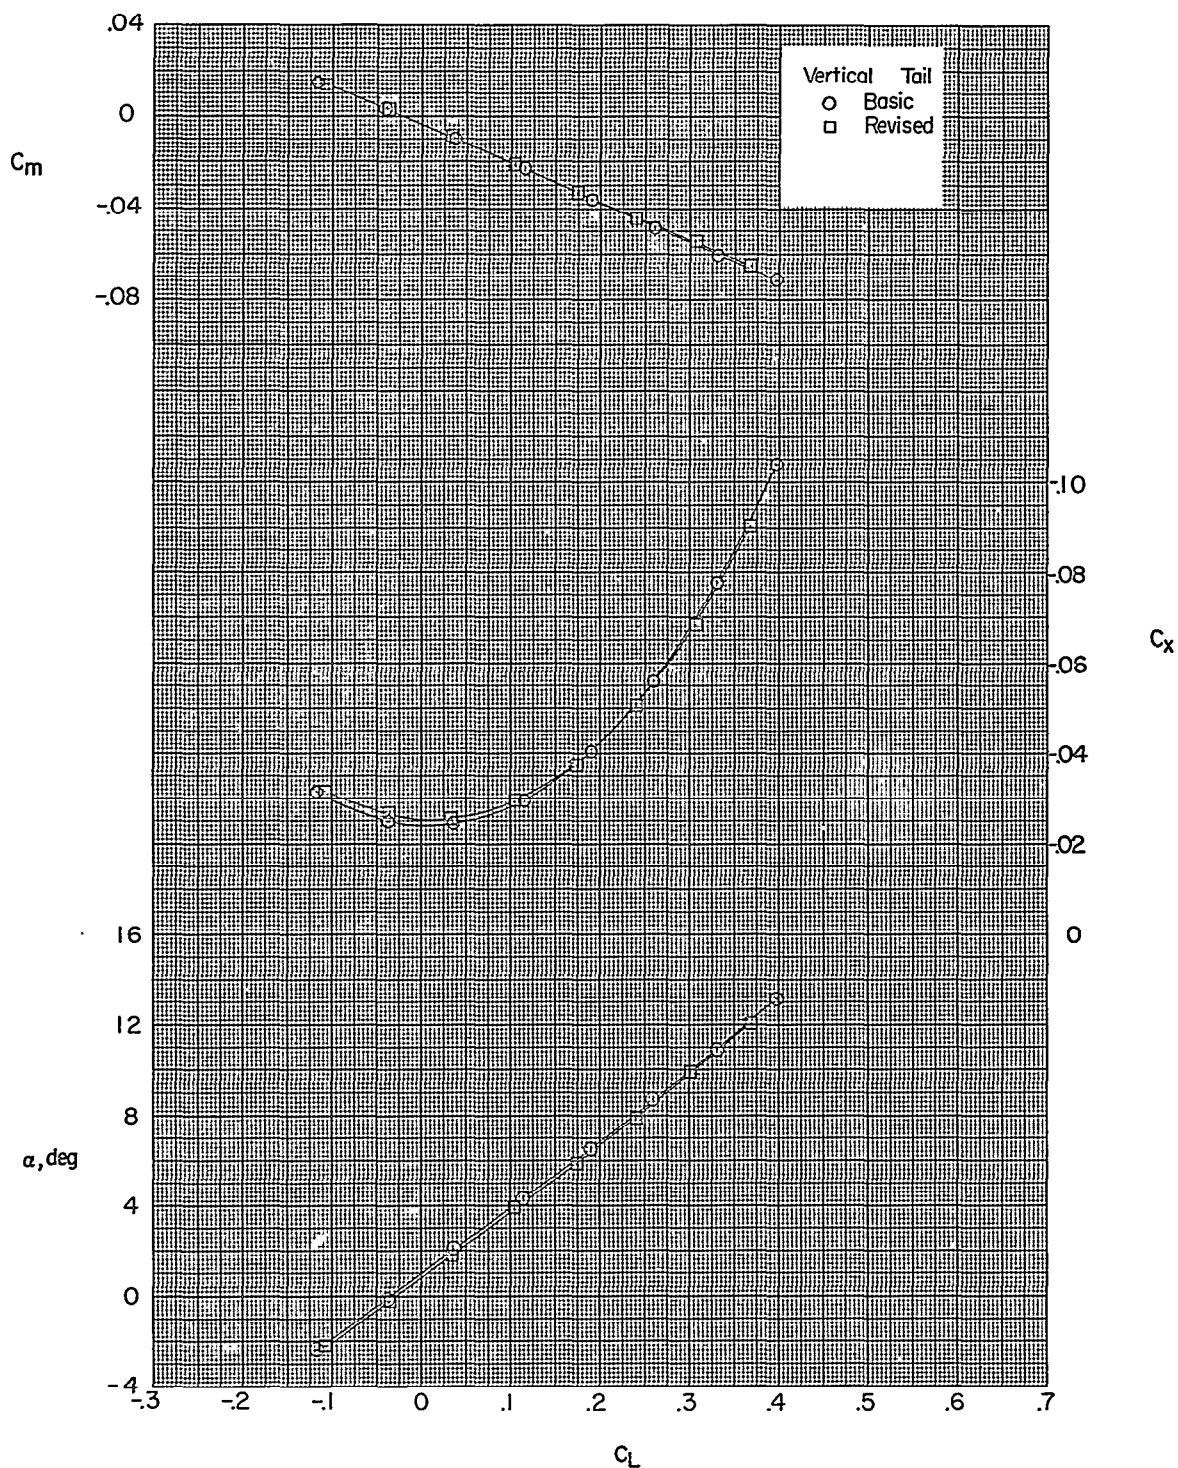 .04
Vertical Tail
Basic
0
Revised
Cm
-.04
-.08
-.10
-.08
Cx
-.06
-.04
-.02
16
0
12
8
α, deg
4
0
-4
-.3 -.2 -.1 0 .1 .2 .3 .4 .5 .6 .7
CL